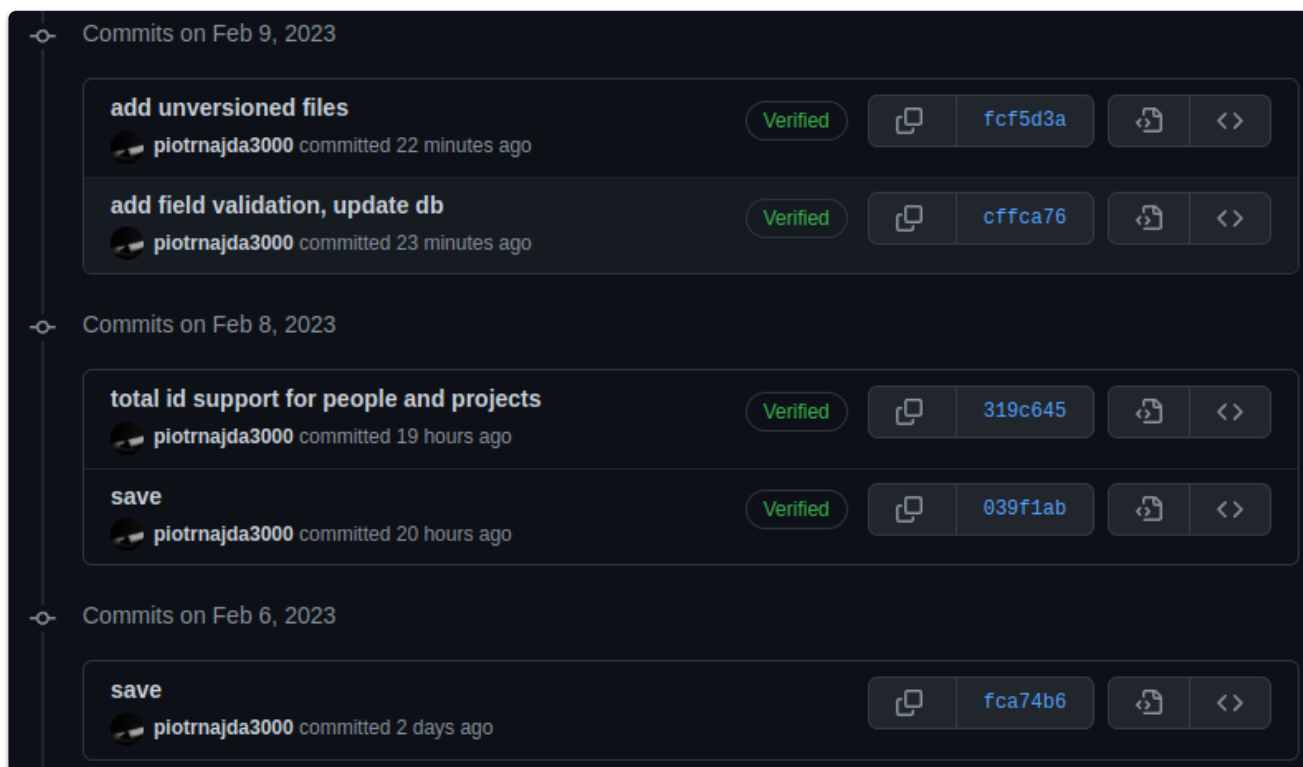 Commits on Feb 9, 2023
add unversioned files
piotrnajda3000 committed 22 minutes ago
Verified
fcf5d3a
add field validation, update db
piotrnajda3000 committed 23 minutes ago
Verified
cffca76
Commits on Feb 8, 2023
total id support for people and projects
piotrnajda3000 committed 19 hours ago
Verified
319c645
save
piotrnajda3000 committed 20 hours ago
Verified
039f1ab
Commits on Feb 6, 2023
save
piotrnajda3000 committed 2 days ago
fca74b6